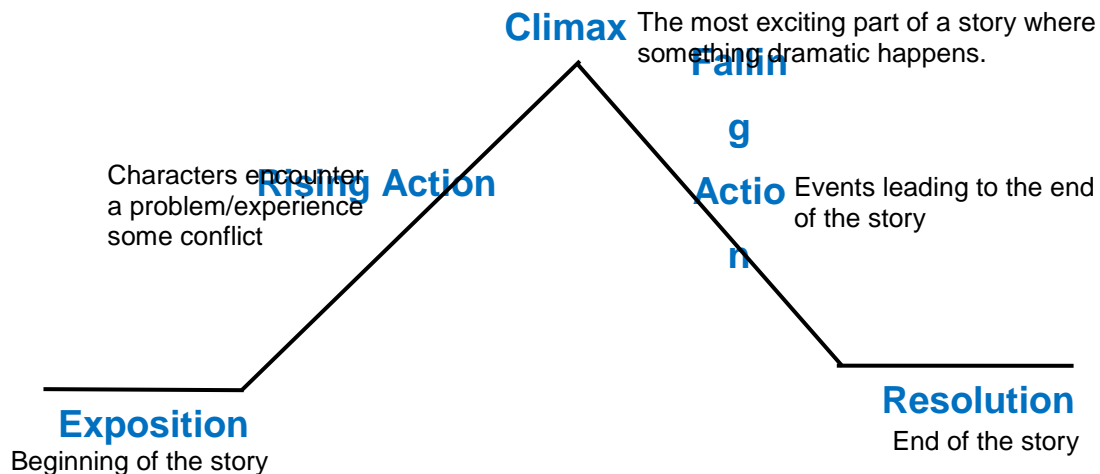 Climax
The most exciting part of a story where
something dramatic happens.
Fallin
g
Actio
n
Characters encounter
a problem/experience
some conflict
Rising Action
Events leading to the end
of the story
Exposition
Beginning of the story
Resolution
End of the story